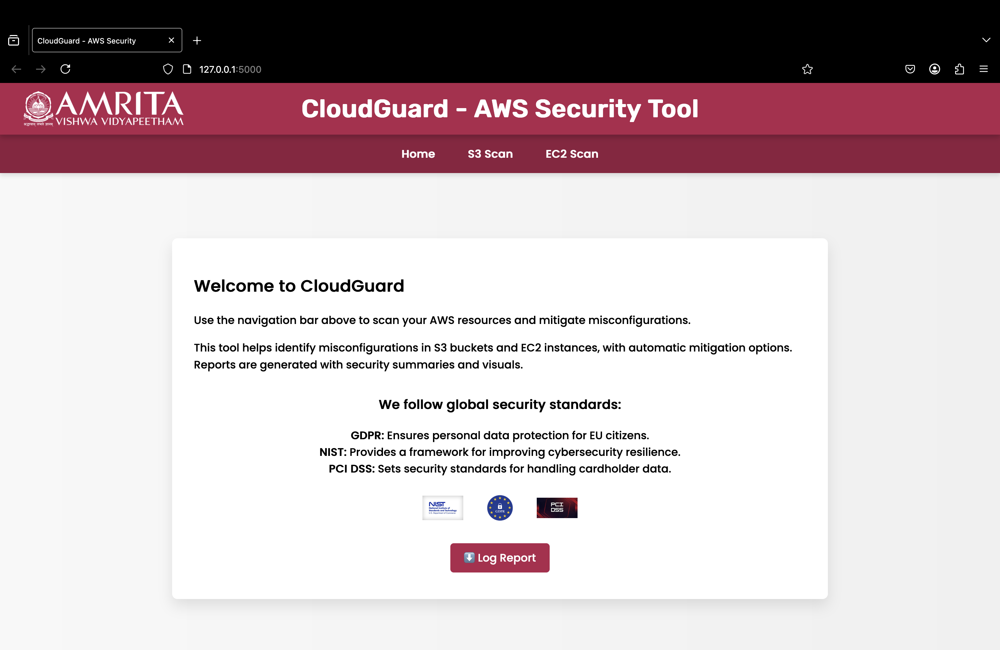 CloudGuard - AWS Security
127.0.0.1:5000
AMRITA
VISHWA VIDYAPEETHAM
श्रद्धावान् लभते ज्ञानम्
CloudGuard - AWS Security Tool
Home S3 Scan EC2 Scan
Welcome to CloudGuard
Use the navigation bar above to scan your AWS resources and mitigate misconfigurations.
This tool helps identify misconfigurations in S3 buckets and EC2 instances, with automatic mitigation options.
Reports are generated with security summaries and visuals.
We follow global security standards:
GDPR: Ensures personal data protection for EU citizens.
NIST: Provides a framework for improving cybersecurity resilience.
PCI DSS: Sets security standards for handling cardholder data.
NIST
National Institute of
Standards and Technology
U.S. Department of Commerce
GDPR
PCI
DSS
Log Report